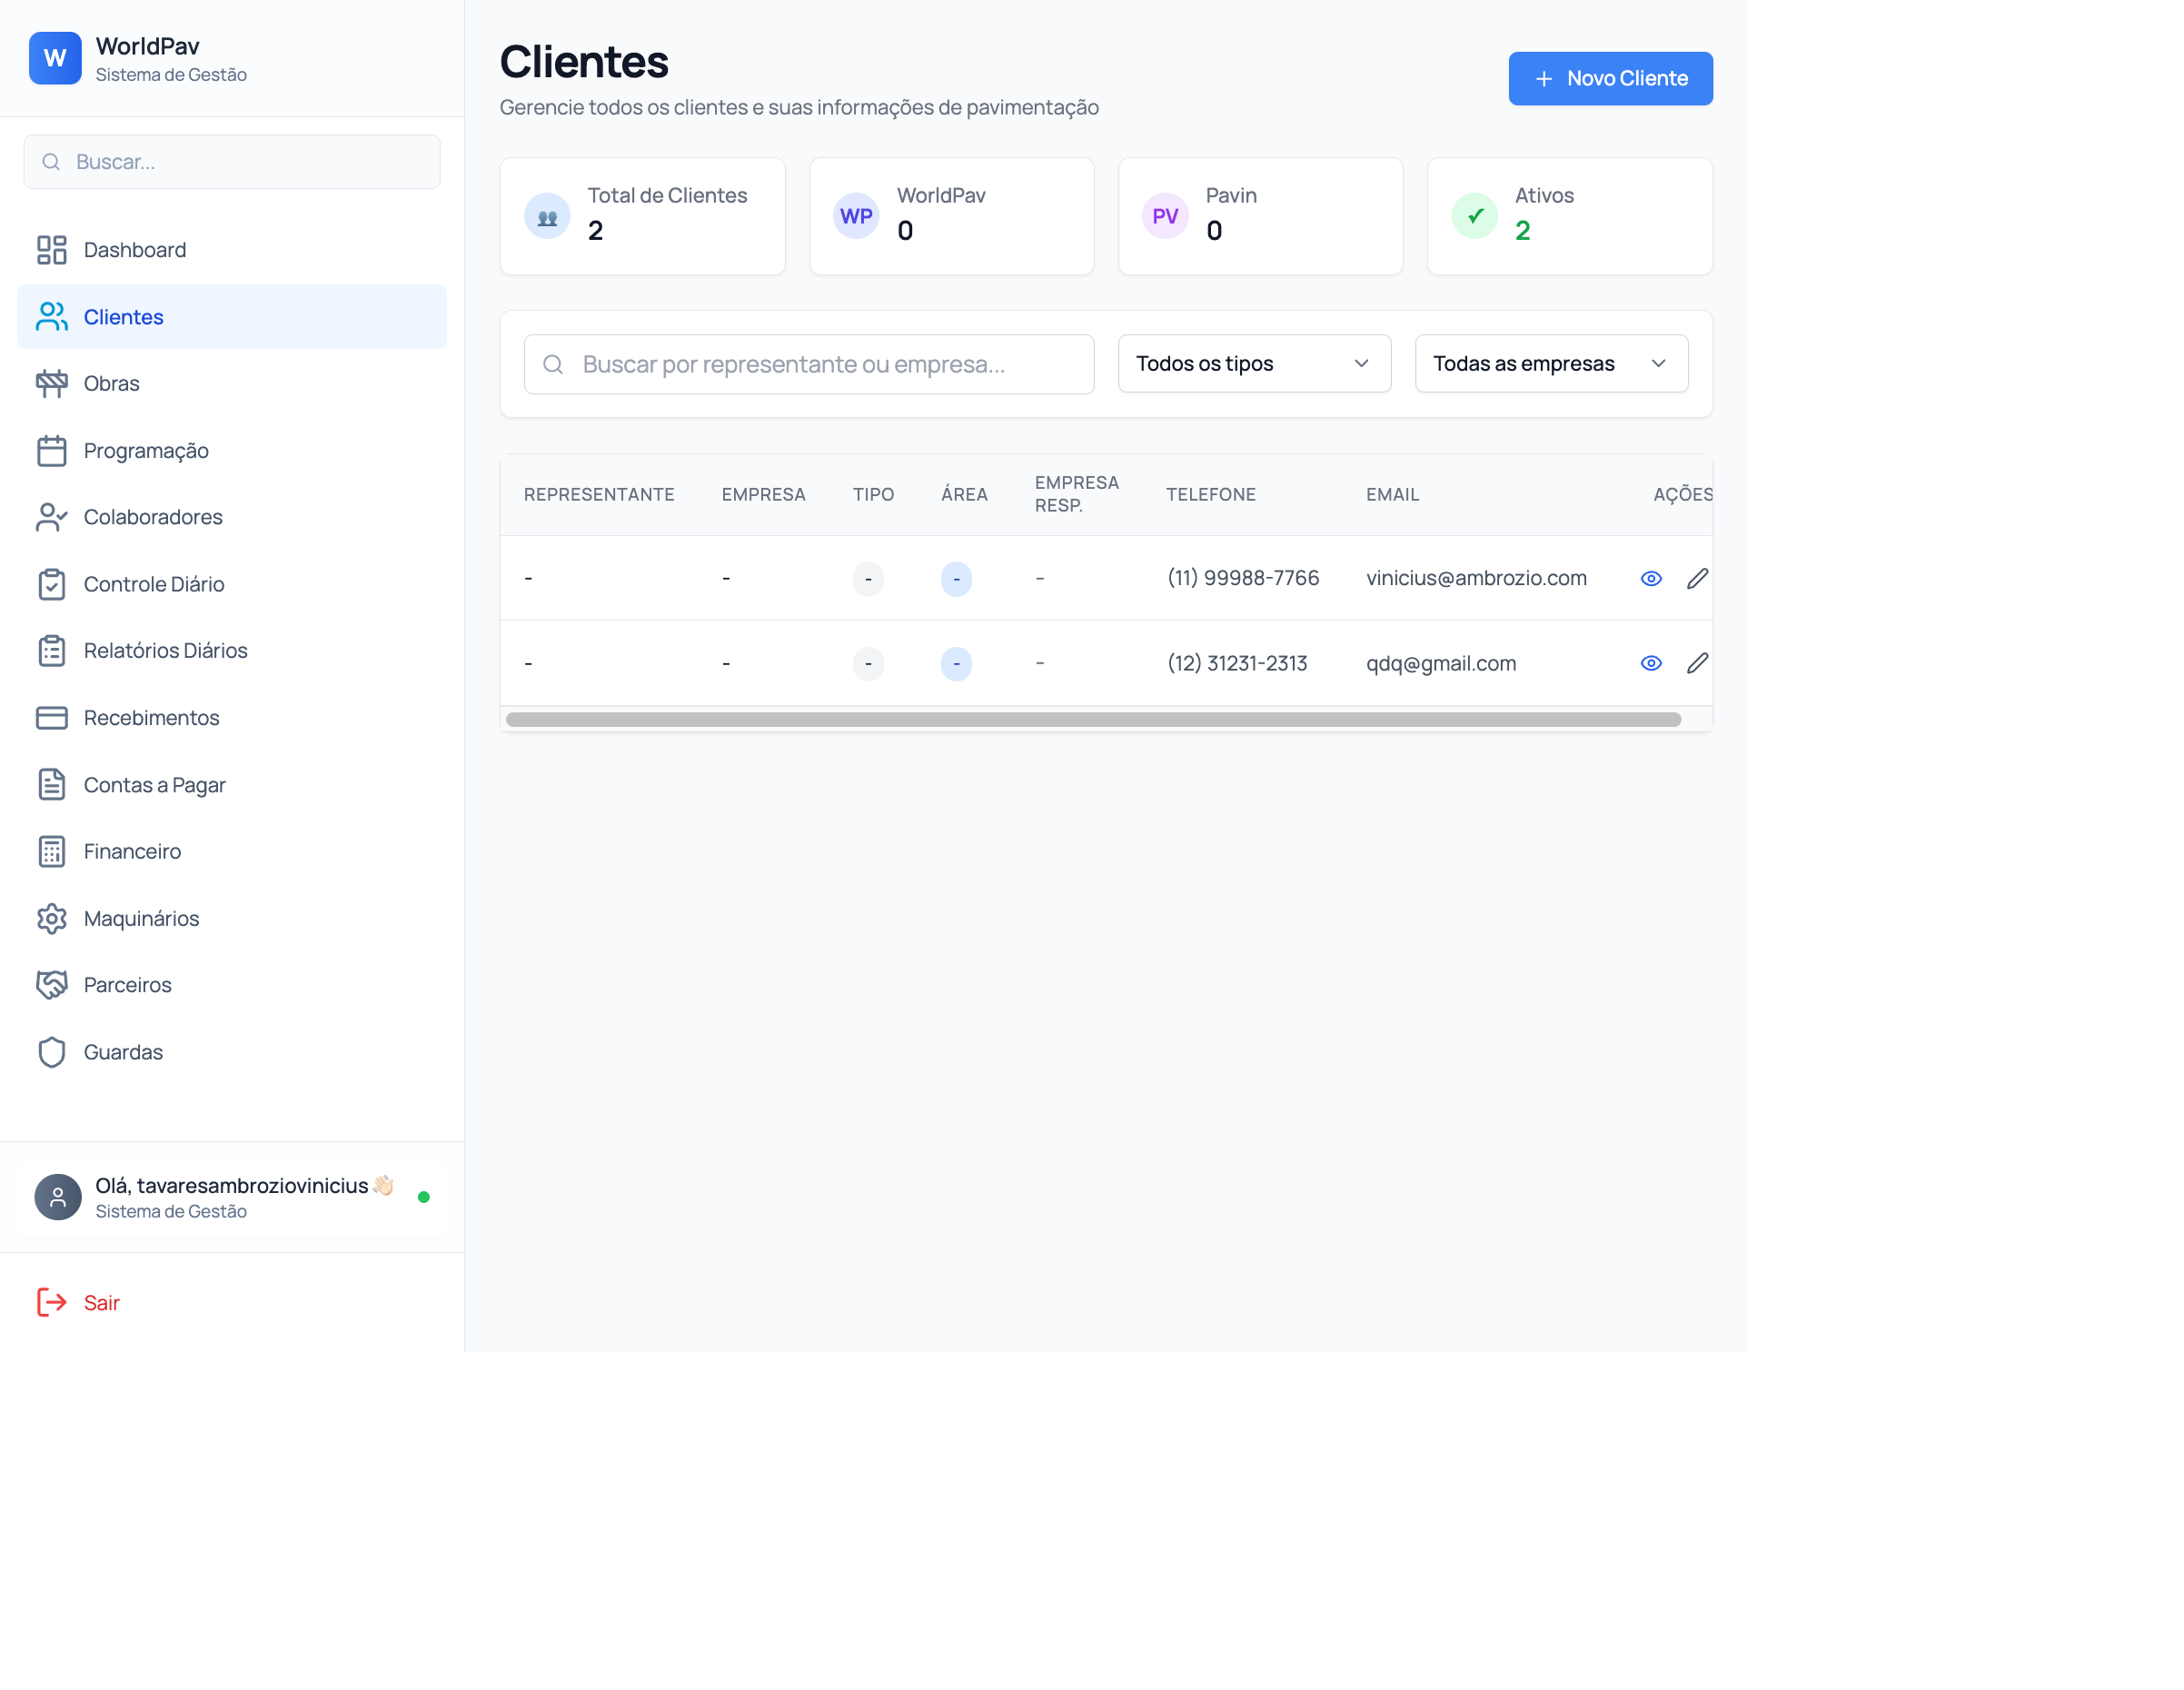 W
WorldPav
Sistema de Gestão
Buscar...
Dashboard
Clientes
Obras
Programação
Colaboradores
Controle Diário
Relatórios Diários
Recebimentos
Contas a Pagar
Financeiro
Maquinários
Parceiros
Guardas
Olá, tavaresambroziovinicius 👋🏻
Sistema de Gestão
Sair
Clientes
Gerencie todos os clientes e suas informações de pavimentação
+ Novo Cliente
Total de Clientes
2
WP
WorldPav
0
PV
Pavin
0
✓
Ativos
2
Buscar por representante ou empresa...
Todos os tipos
Todas as empresas
REPRESENTANTE EMPRESA TIPO ÁREA EMPRESA RESP. TELEFONE EMAIL AÇÕES
- - - - - (11) 99988-7766 vinicius@ambrozio.com
- - - - - (12) 31231-2313 qdq@gmail.com